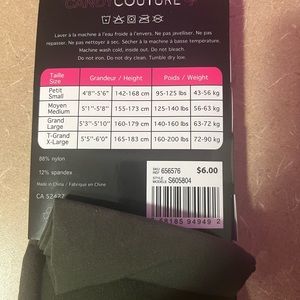 CANDY COUTURE
Laver à la machine à l'eau froide à l'envers. Ne pas javelliser. Ne pas
repasser. Ne pas nettoyer à sec. Sécher à la machine à basse température.
Machine wash cold, inside out. Do not bleach.
Do not iron. Do not dry clean. Tumble dry low.
Taille Size Grandeur / Height Poids / Weight
Petit Small 4'8"-5'6" 142-168 cm 95-125 lbs 43-56 kg
Moyen Medium 5'1"-5'8" 155-173 cm 125-140 lbs 56-63 kg
Grand Large 5'3"-5'10" 160-179 cm 140-160 lbs 63-72 kg
T-Grand X-Large 5'5"-6'0" 165-183 cm 160-200 lbs 72-90 kg
88% nylon
12% spandex
Made in China / Fabriqué en Chine
656576 $6.00
STYLE
MODÈLE S605804